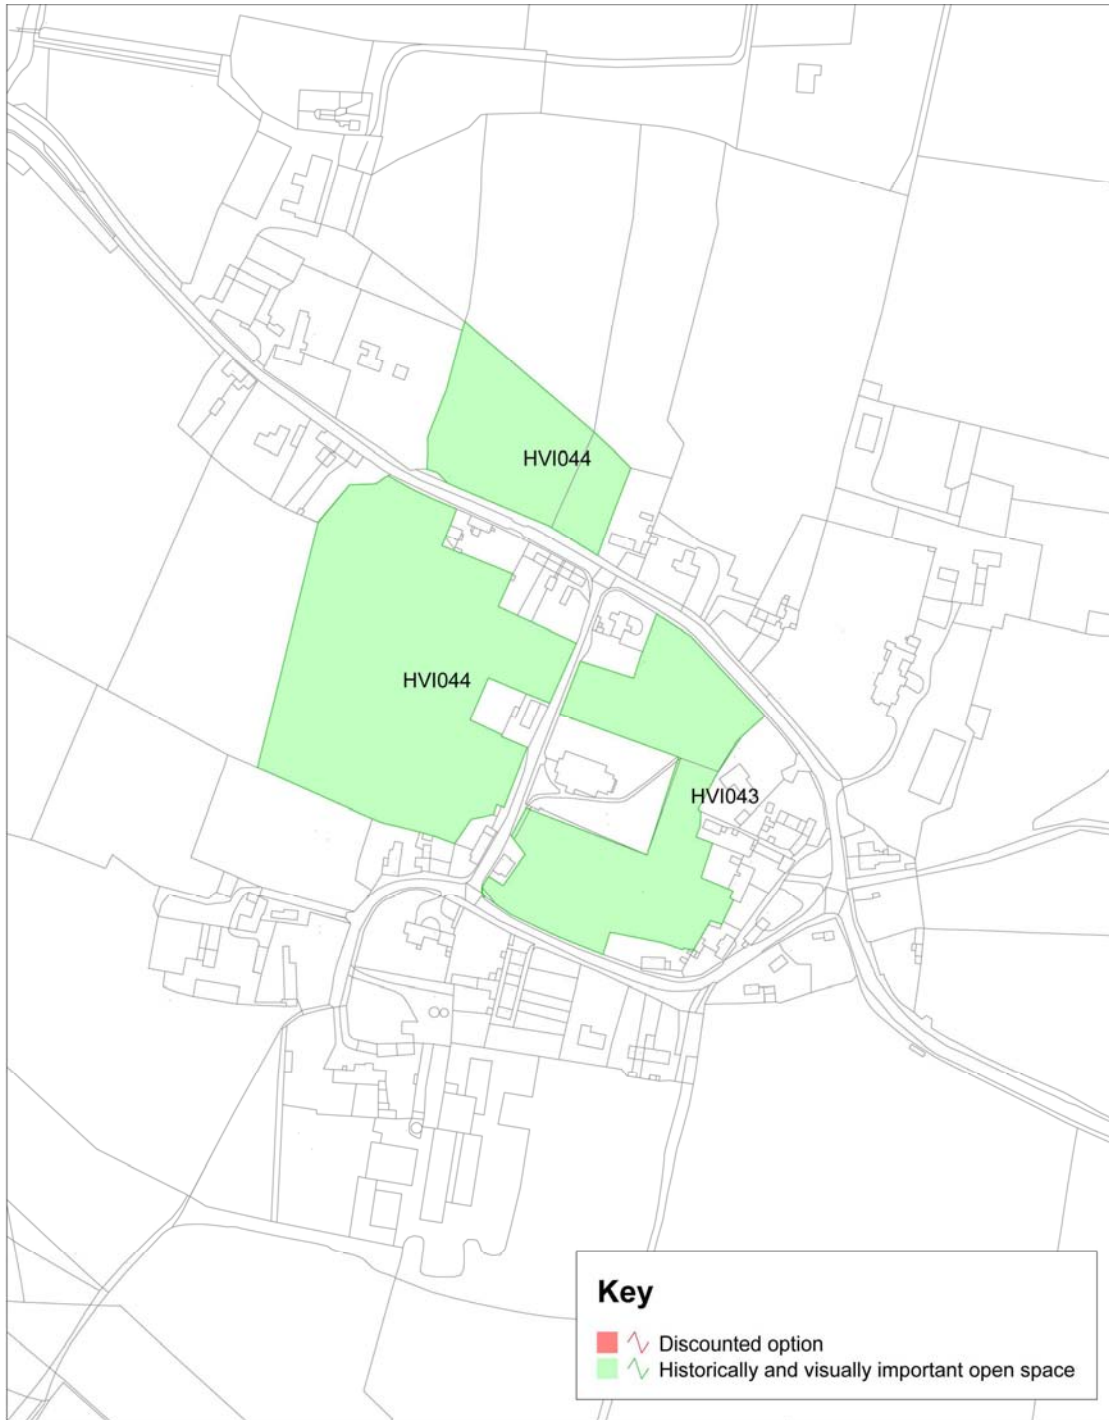 HVI044
HVI044
HVI043
Key
Discounted option
Historically and visually important open space